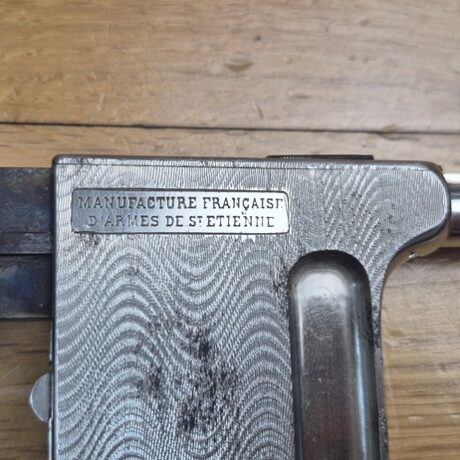 MANUFACTURE FRANÇAISE
D'ARMES DE ST ETIENNE